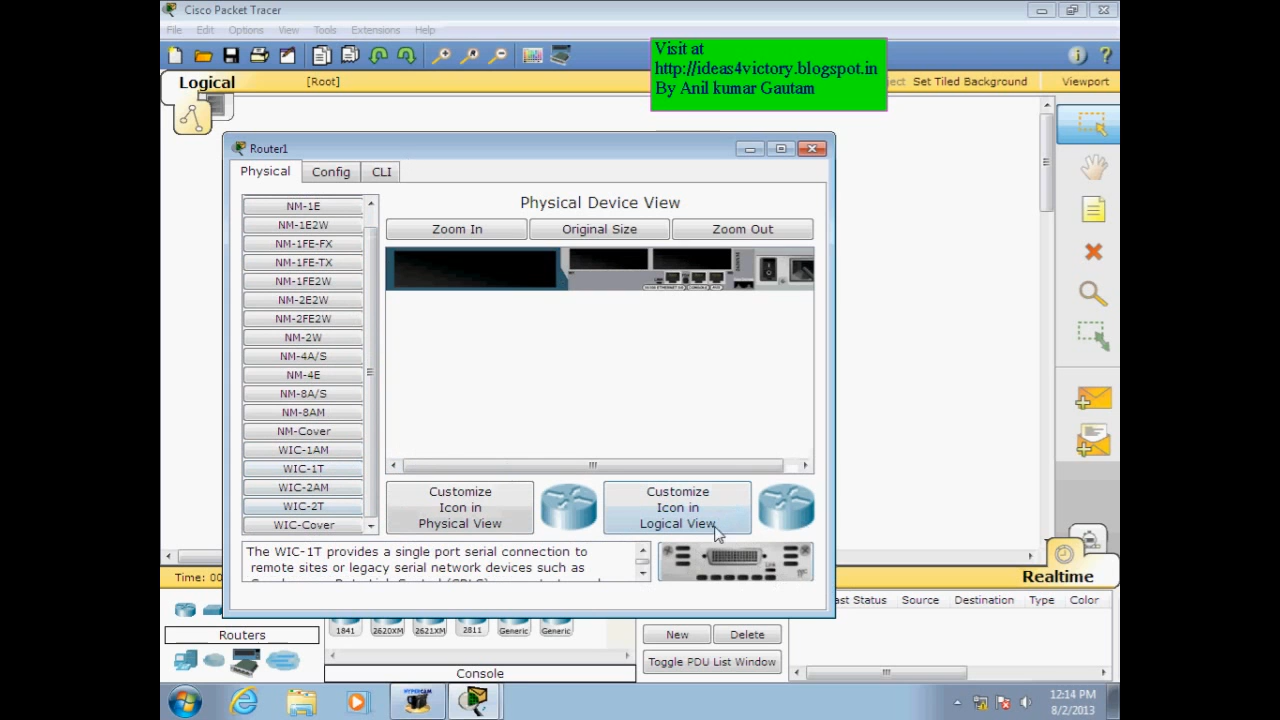 Cisco Packet Tracer
File Edit Options View Tools Extensions Help
Visit at
http://ideas4victory.blogspot.in
By Anil kumar Gautam
Logical
[Root]
Set Tiled Background
Viewport
Router1
Physical
Config
CLI
NM-1E
NM-1E2W
NM-1FE-FX
NM-1FE-TX
NM-1FE2W
NM-2E2W
NM-2FE2W
NM-2W
NM-4A/S
NM-4E
NM-8A/S
NM-8AM
NM-Cover
WIC-1AM
WIC-1T
WIC-2AM
WIC-2T
WIC-Cover
Physical Device View
Zoom In
Original Size
Zoom Out
Customize
Icon in
Physical View
Customize
Icon in
Logical View
The WIC-1T provides a single port serial connection to
remote sites or legacy serial network devices such as
Time: 00
Realtime
Routers
1841
2620XM
2621XM
2811
Generic
Generic
Console
New
Delete
Toggle PDU List Window
ast Status
Source
Destination
Type
Color
12:14 PM
8/2/2013